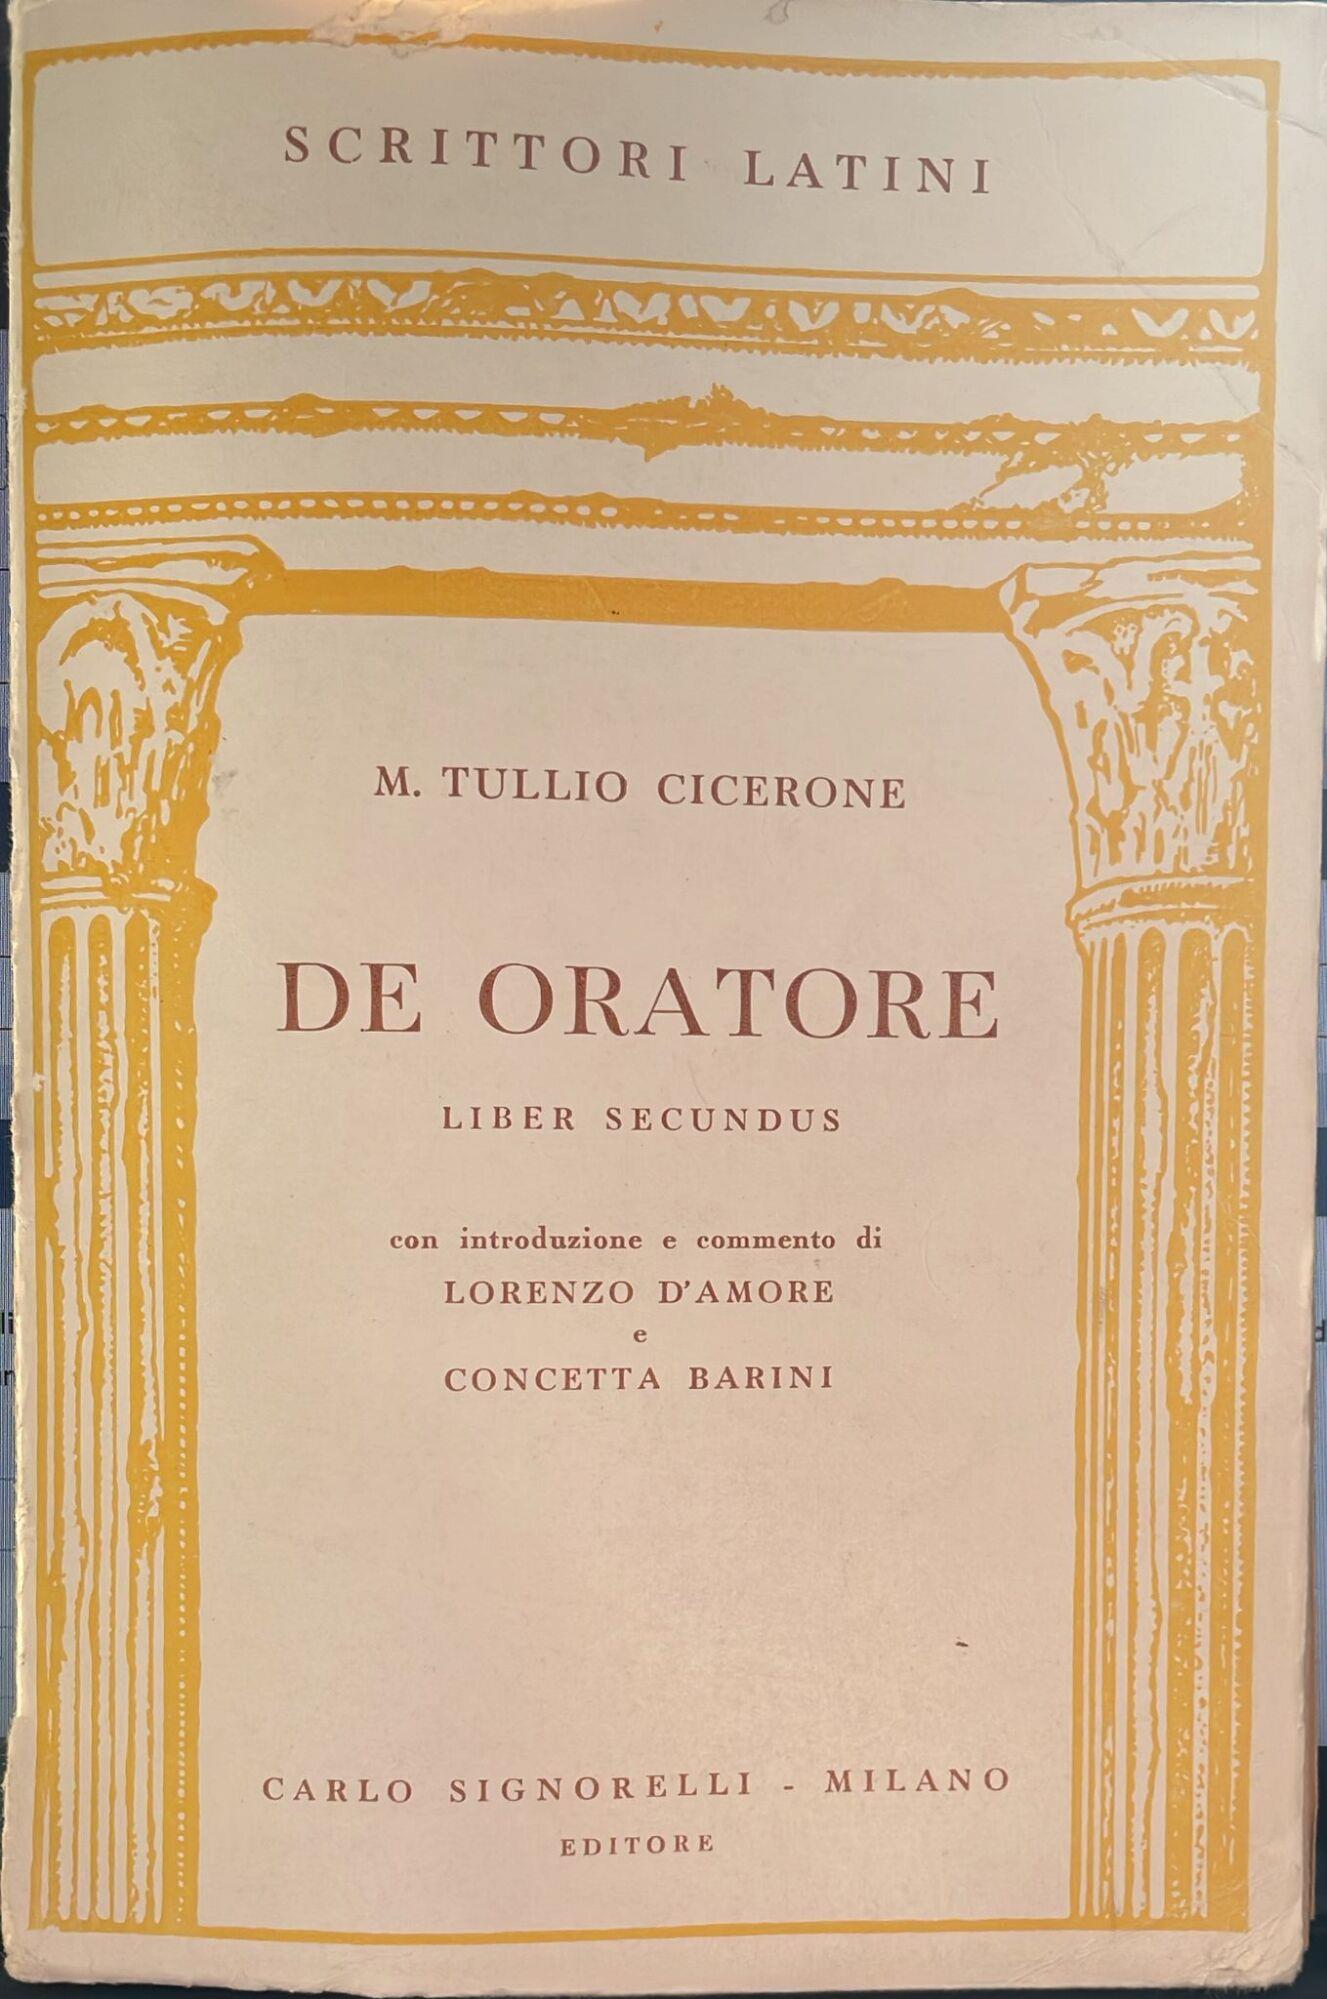 SCRITTORI LATINI
M. TULLIO CICERONE
DE ORATORE
LIBER SECUNDUS
con introduzione e commento di
LORENZO D'AMORE
e
CONCETTA BARINI
CARLO SIGNORELLI - MILANO
EDITORE